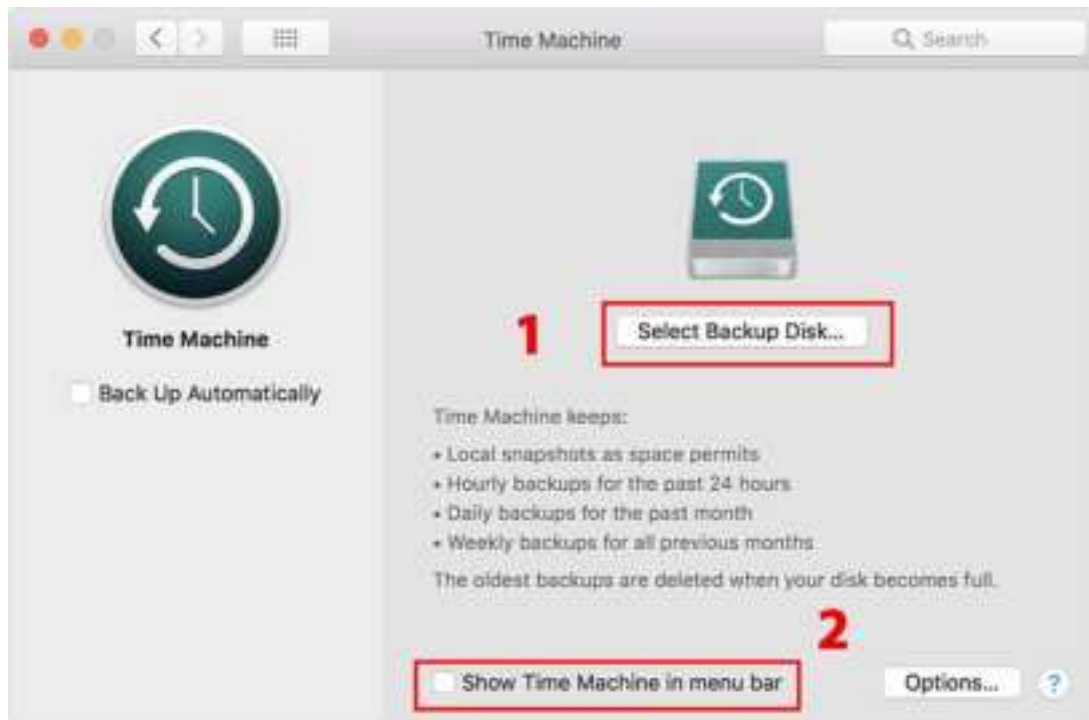 Time Machine
Search
Time Machine
Back Up Automatically
1
Select Backup Disk...
Time Machine keeps:
• Local snapshots as space permits
• Hourly backups for the past 24 hours
• Daily backups for the past month
• Weekly backups for all previous months
The oldest backups are deleted when your disk becomes full.
2
Show Time Machine in menu bar
Options...
?